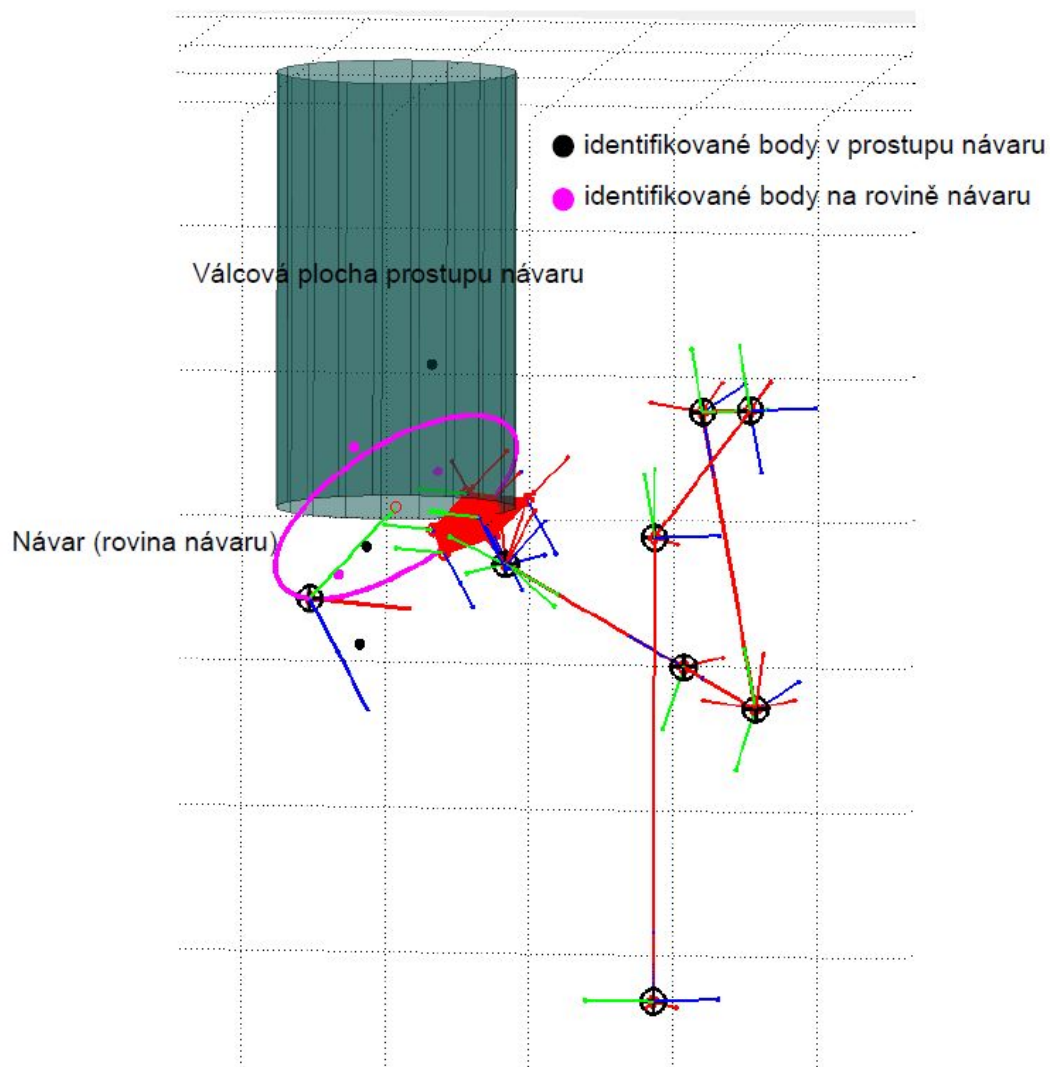 identifikované body v prostupu návaru
identifikované body na rovině návaru
Válcová plocha prostupu návaru
Návar (rovina návaru)